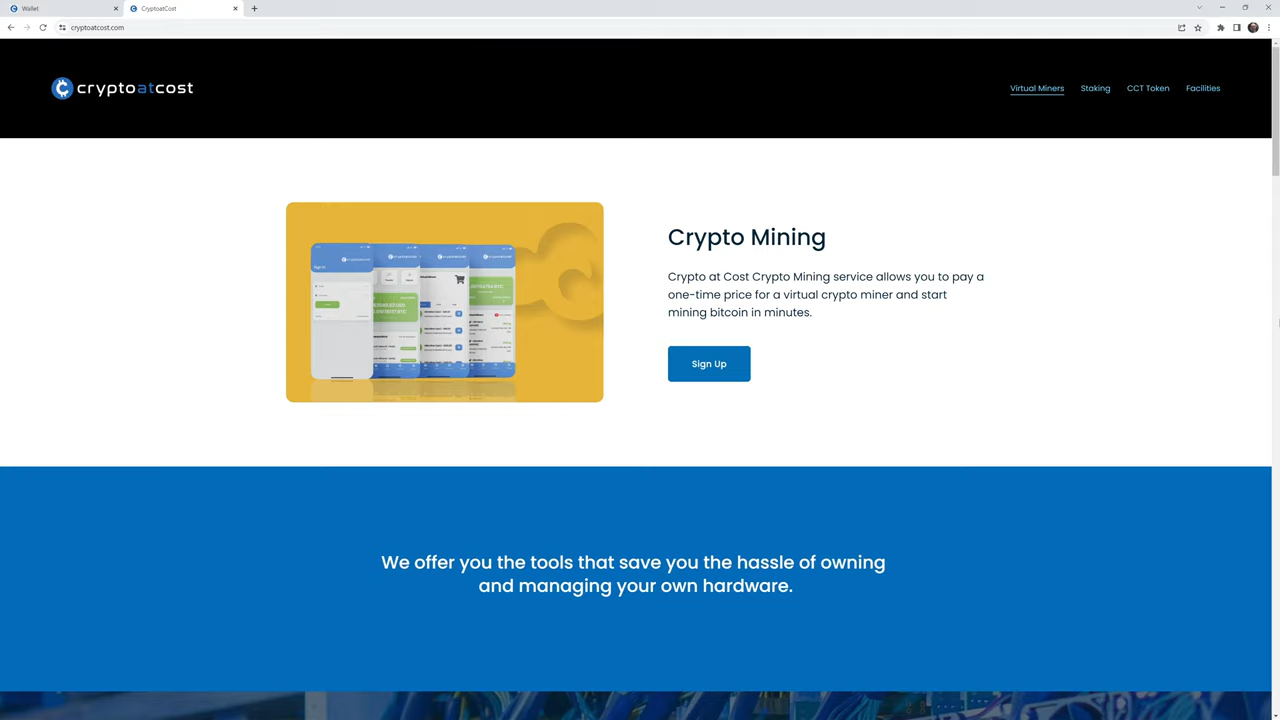 Wallet
CryptoatCost
cryptoatcost.com
cryptoatcost
Virtual Miners
Staking
CCT Token
Facilities
Crypto Mining
Crypto at Cost Crypto Mining service allows you to pay a
one-time price for a virtual crypto miner and start
mining bitcoin in minutes.
Sign Up
We offer you the tools that save you the hassle of owning
and managing your own hardware.